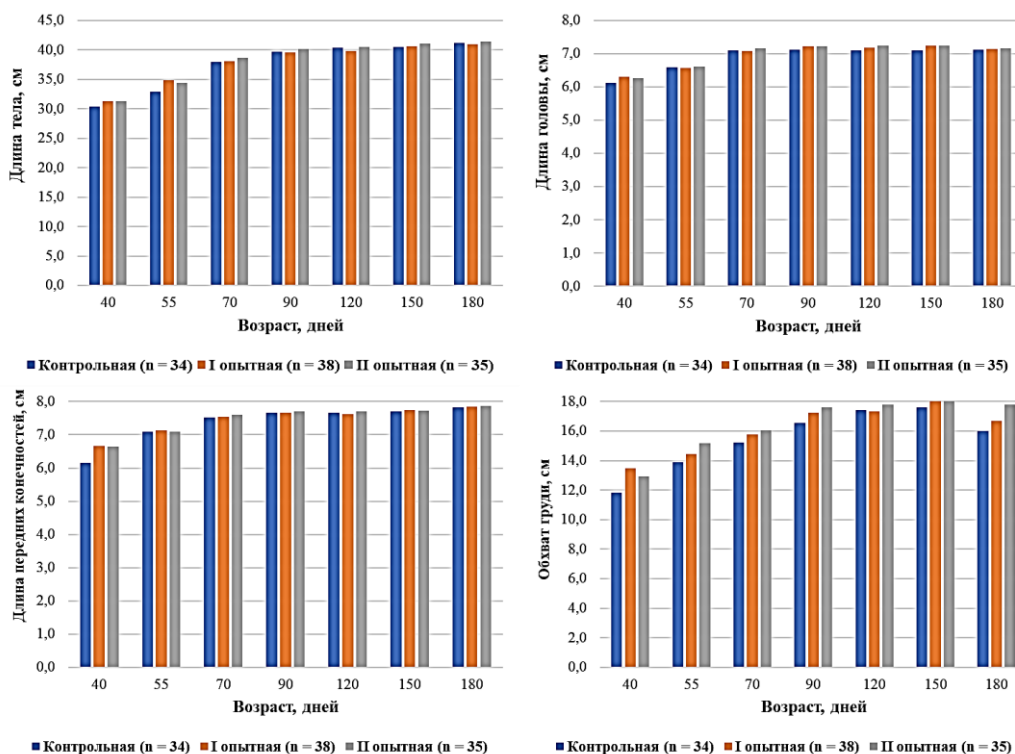 Длина тела, см
45,0
40,0
35,0
30,0
25,0
20,0
15,0
10,0
5,0
0,0
40 55 70 90 120 150 180
Возраст, дней
Контрольная (n = 34) I опытная (n = 38) II опытная (n = 35)
Длина головы, см
8,0
7,0
6,0
5,0
4,0
3,0
2,0
1,0
0,0
40 55 70 90 120 150 180
Возраст, дней
Контрольная (n = 34) I опытная (n = 38) II опытная (n = 35)
Длина передних конечностей, см
8,0
7,0
6,0
5,0
4,0
3,0
2,0
1,0
0,0
40 55 70 90 120 150 180
Возраст, дней
Контрольная (n = 34) I опытная (n = 38) II опытная (n = 35)
Обхват груди, см
18,0
16,0
14,0
12,0
10,0
8,0
6,0
4,0
2,0
0,0
40 55 70 90 120 150 180
Возраст, дней
Контрольная (n = 34) I опытная (n = 38) II опытная (n = 35)